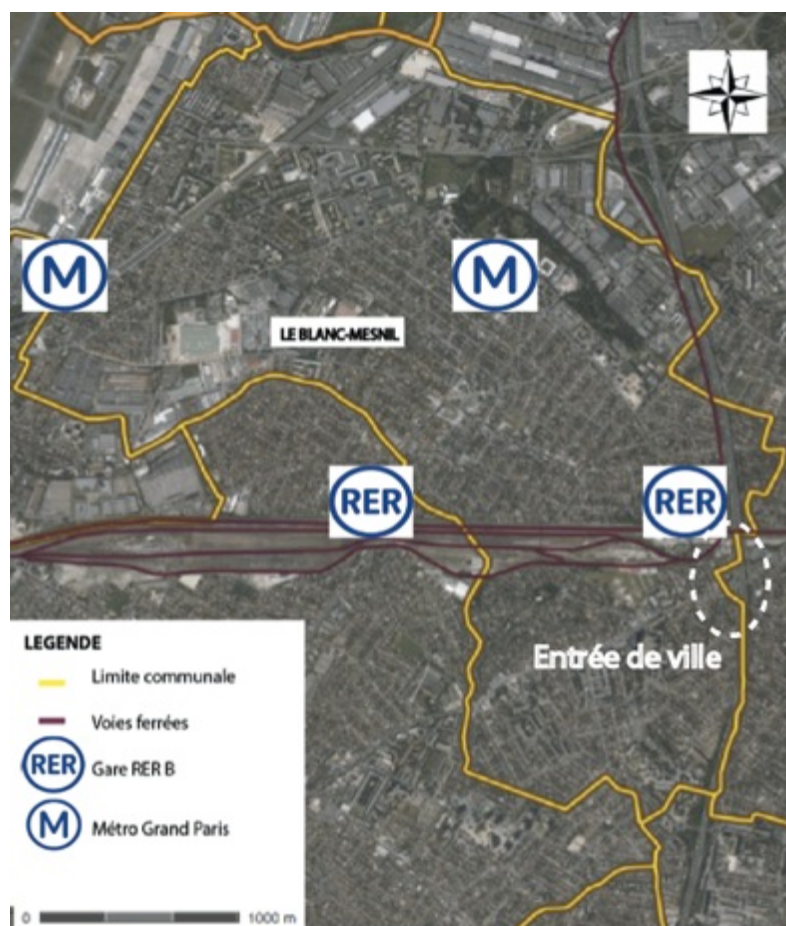 M
M
LE BLANC-MESNIL
RER
RER
Entrée de ville
LEGENDE
Limite communale
Voies ferrées
RER Gare RER B
M Métro Grand Paris
0 1000 m